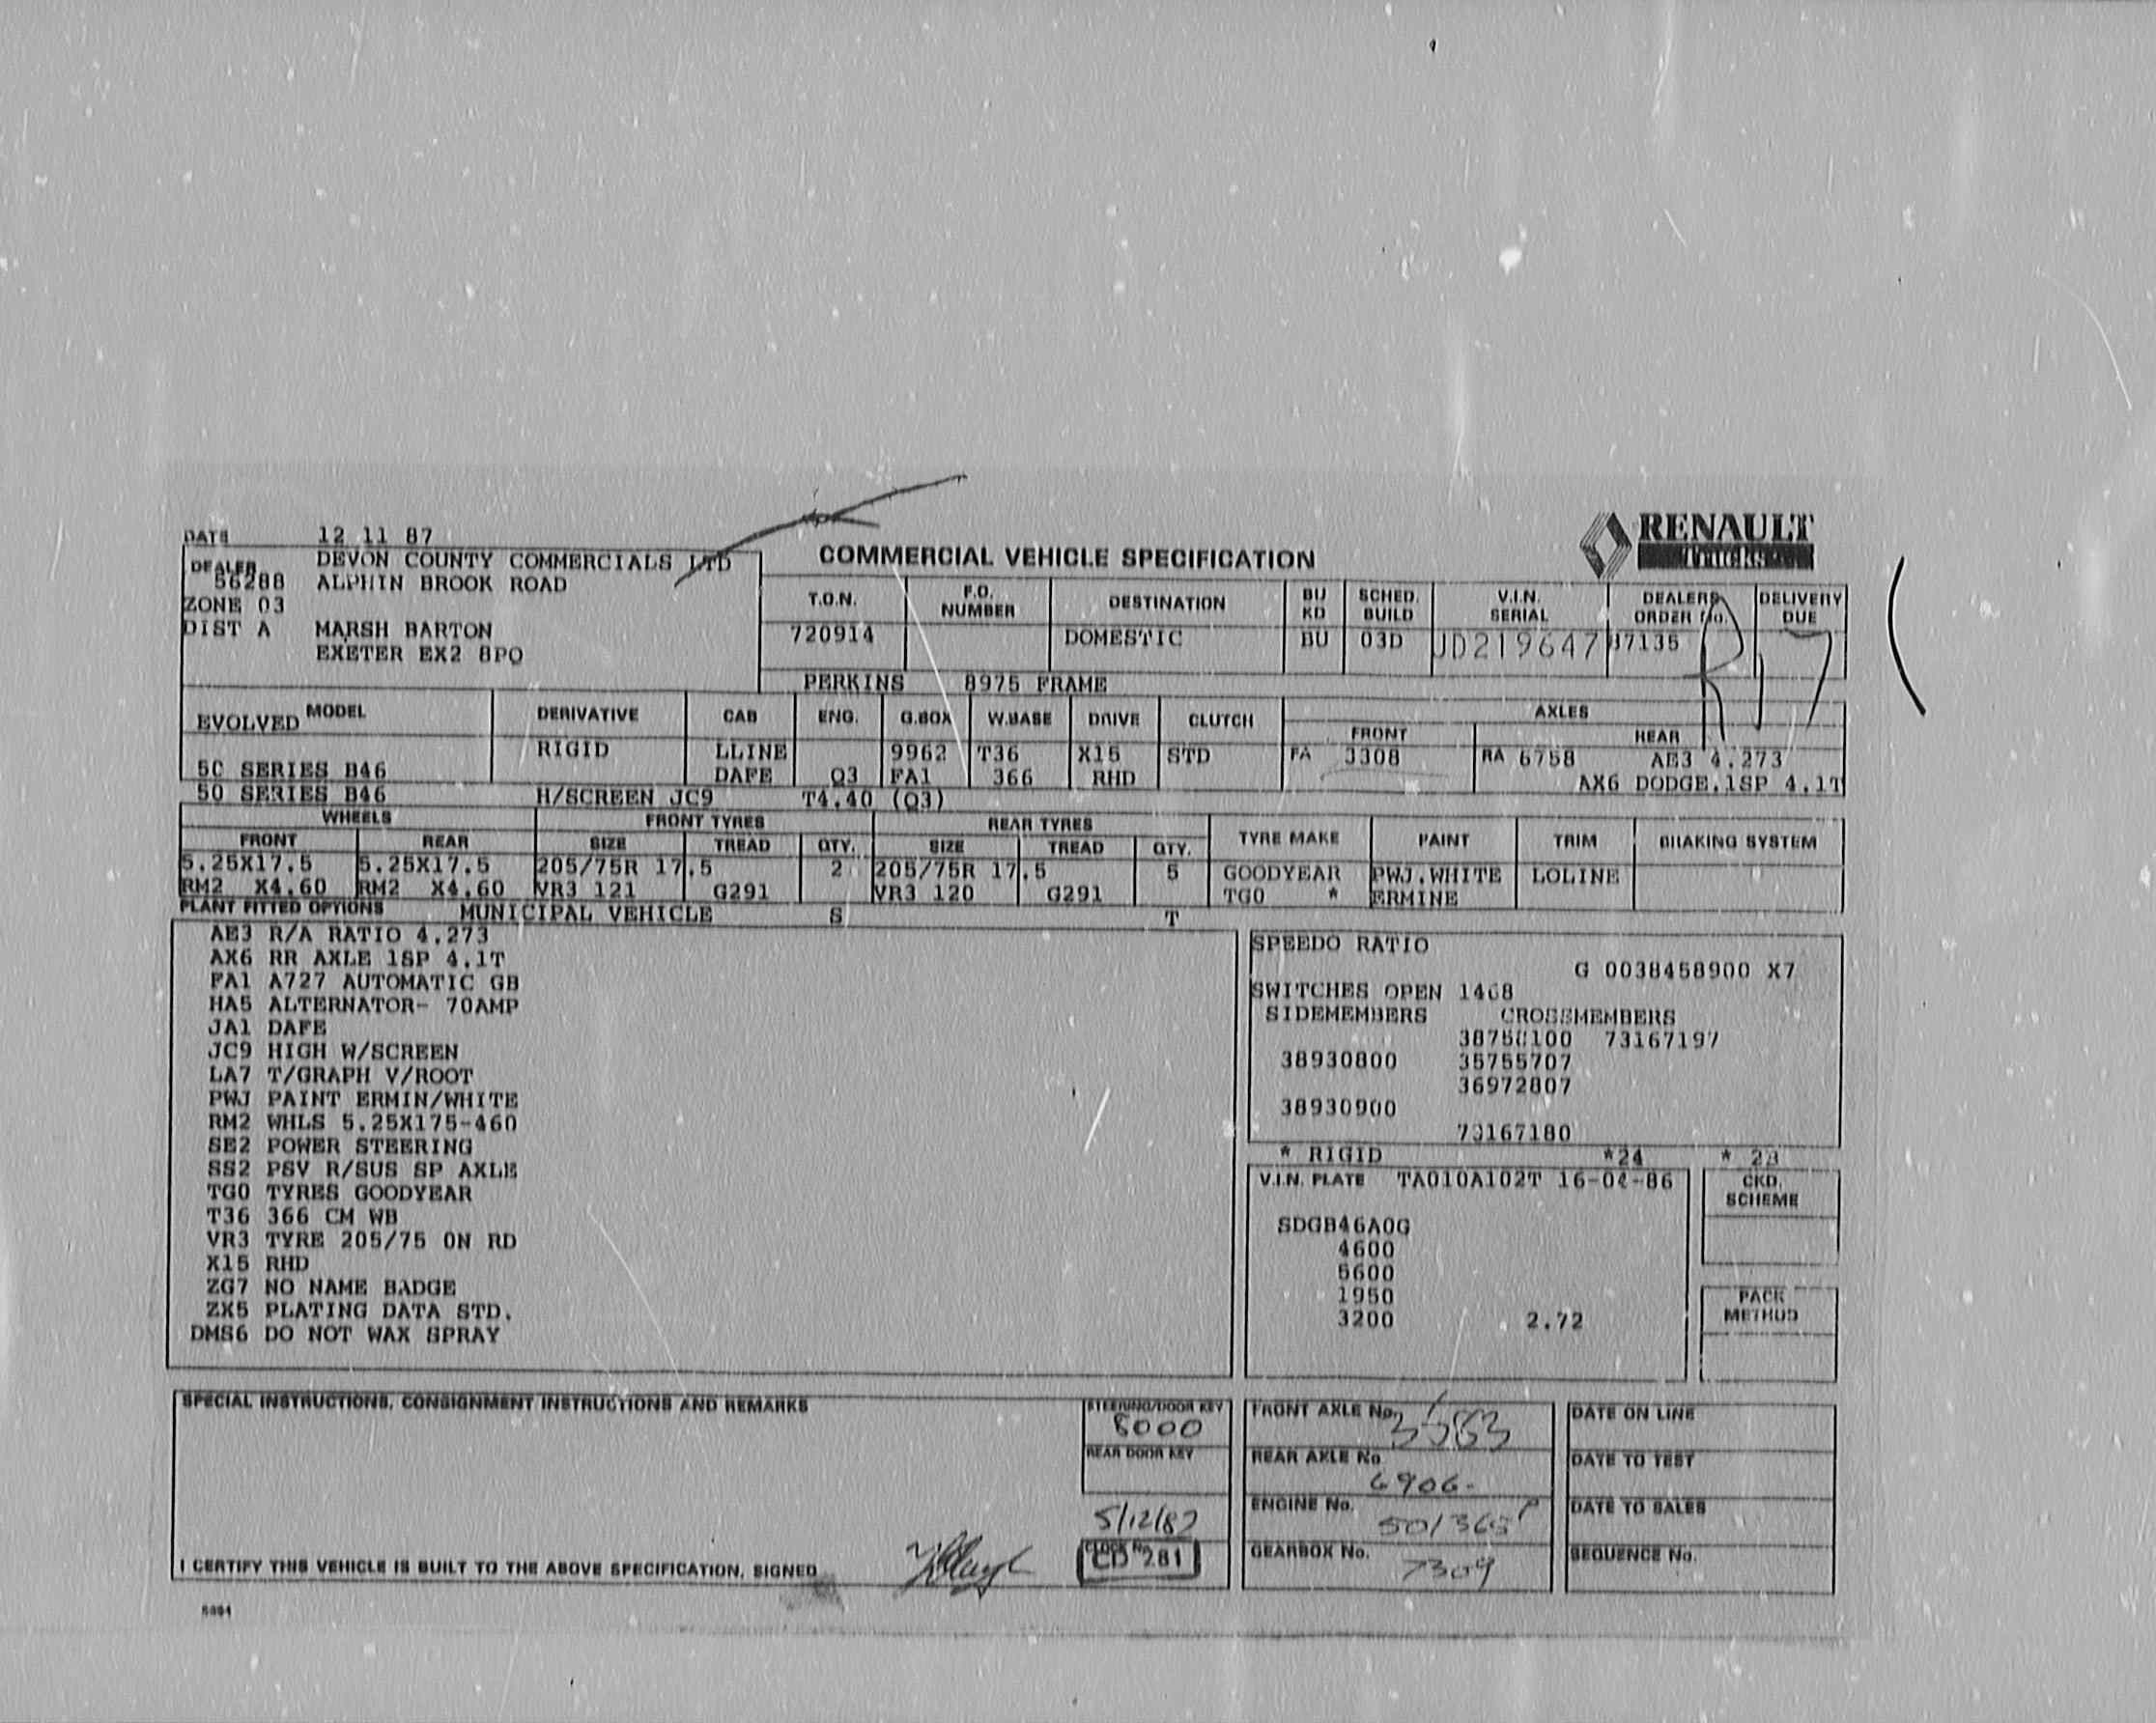 DATE 12 11 87
DEALER DEVON COUNTY COMMERCIALS LTD
56288 ALPHIN BROOK ROAD
ZONE 03
DIST A MARSH BARTON
EXETER EX2 8PQ
COMMERCIAL VEHICLE SPECIFICATION
RENAULT
TRUCKS
T.O.N. F.O. NUMBER DESTINATION BU KD SCHED. BUILD V.I.N. SERIAL DEALERS ORDER No. DELIVERY DUE
720914 DOMESTIC BU 03D JD219647 87135
R17
PERKINS 8975 FRAME
MODEL DERIVATIVE CAB ENG. G.BOX W.BASE DRIVE CLUTCH AXLES
EVOLVED FRONT REAR
RIGID LLINE 9962 T36 X15 STD FA 3308 RA 6758 AE3 4.273
5C SERIES B46 DAFE Q3 FA1 366 RHD AX6 DODGE.1SP 4.1T
50 SERIES B46 H/SCREEN JC9 T4.40 (Q3)
WHEELS FRONT TYRES REAR TYRES TYRE MAKE PAINT TRIM BRAKING SYSTEM
FRONT REAR SIZE TREAD QTY. SIZE TREAD QTY.
5.25X17.5 5.25X17.5 205/75R 17.5 2 205/75R 17.5 5 GOODYEAR PWJ.WHITE LOLINE
RM2 X4.60 RM2 X4.60 VR3 121 G291 VR3 120 G291 TG0 * ERMINE
PLANT FITTED OPTIONS MUNICIPAL VEHICLE S T
AE3 R/A RATIO 4.273
AX6 RR AXLE 1SP 4.1T
FA1 A727 AUTOMATIC GB
HA5 ALTERNATOR- 70AMP
JA1 DAFE
JC9 HIGH W/SCREEN
LA7 T/GRAPH V/ROOT
PWJ PAINT ERMIN/WHITE
RM2 WHLS 5.25X175-460
SE2 POWER STEERING
SS2 PSV R/SUS SP AXLE
TG0 TYRES GOODYEAR
T36 366 CM WB
VR3 TYRE 205/75 ON RD
X15 RHD
ZG7 NO NAME BADGE
ZX5 PLATING DATA STD.
DMS6 DO NOT WAX SPRAY
SPEEDO RATIO
G 0038458900 X7
SWITCHES OPEN 1468
SIDEMEMBERS CROSSMEMBERS
73167197
38930800 35755707
36972807
38930900
73167180
* RIGID *24 *
V.I.N. PLATE TA010A102T
SDGB46A0G
4600
5600
1950
3200 2.72
CKD. SCHEME
PACK METHOD
SPECIAL INSTRUCTIONS, CONSIGNMENT INSTRUCTIONS AND REMARKS
STEERING/DOOR KEY
8000
REAR DOOR KEY
5/12/87
CLOCK No.
CD 281
I CERTIFY THIS VEHICLE IS BUILT TO THE ABOVE SPECIFICATION, SIGNED
FRONT AXLE No.
REAR AXLE No. 6906
ENGINE No.
GEARBOX No. 7309
DATE ON LINE
DATE TO TEST
DATE TO SALES
SEQUENCE No.